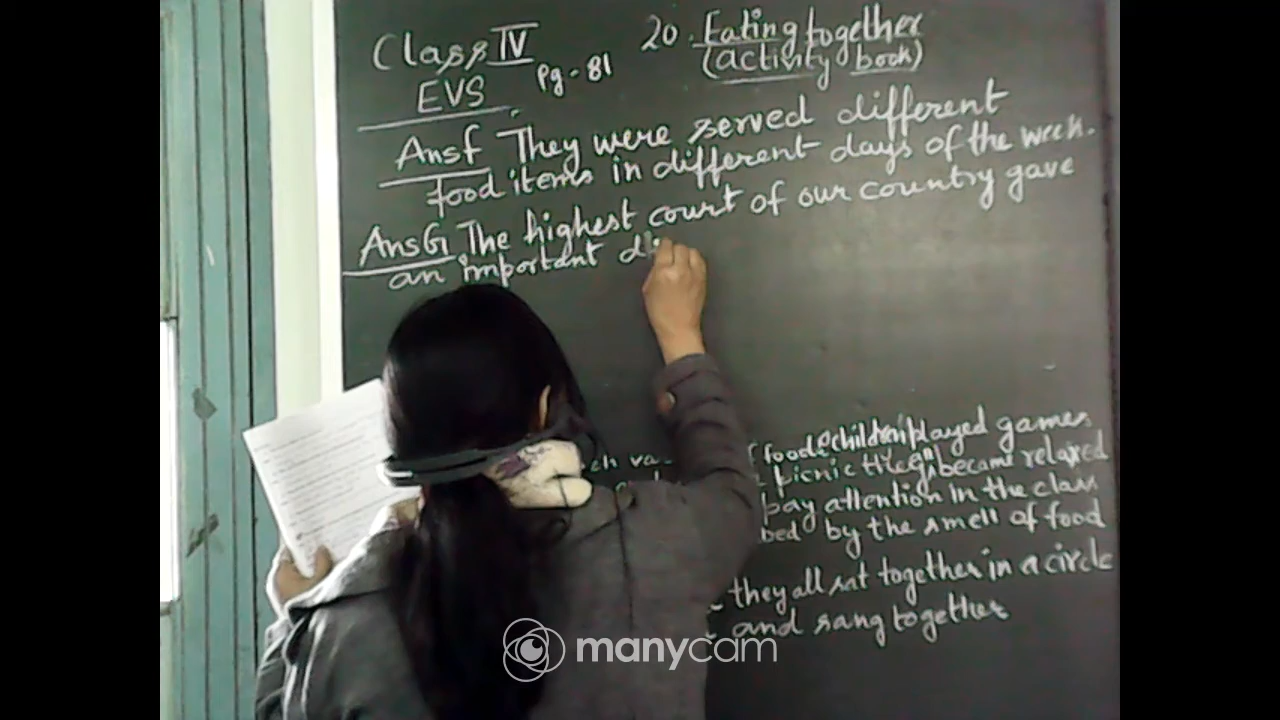 Class IV
EVS
Pg - 81
20. Eating together
(activity book)
Ansf They were served different
food items in different days of the week.
AnsG The highest court of our country gave
an important
food children played games
picnic they became relaxed
pay attention in the class
by the smell of food
they all sat together in a circle
and sang together
manycam